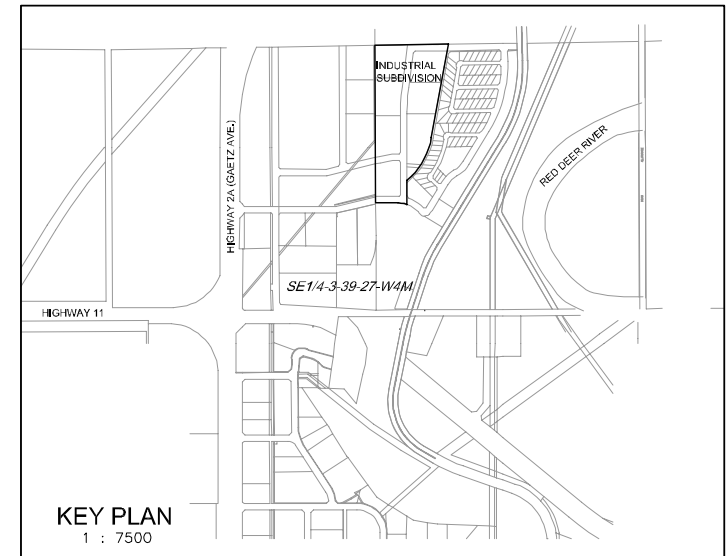 INDUSTRIAL
SUBDIVISION
HIGHWAY 2A (GAETZ AVE.)
RED DEER RIVER
SE1/4-3-39-27-W4M
HIGHWAY 11
KEY PLAN
1 : 7500